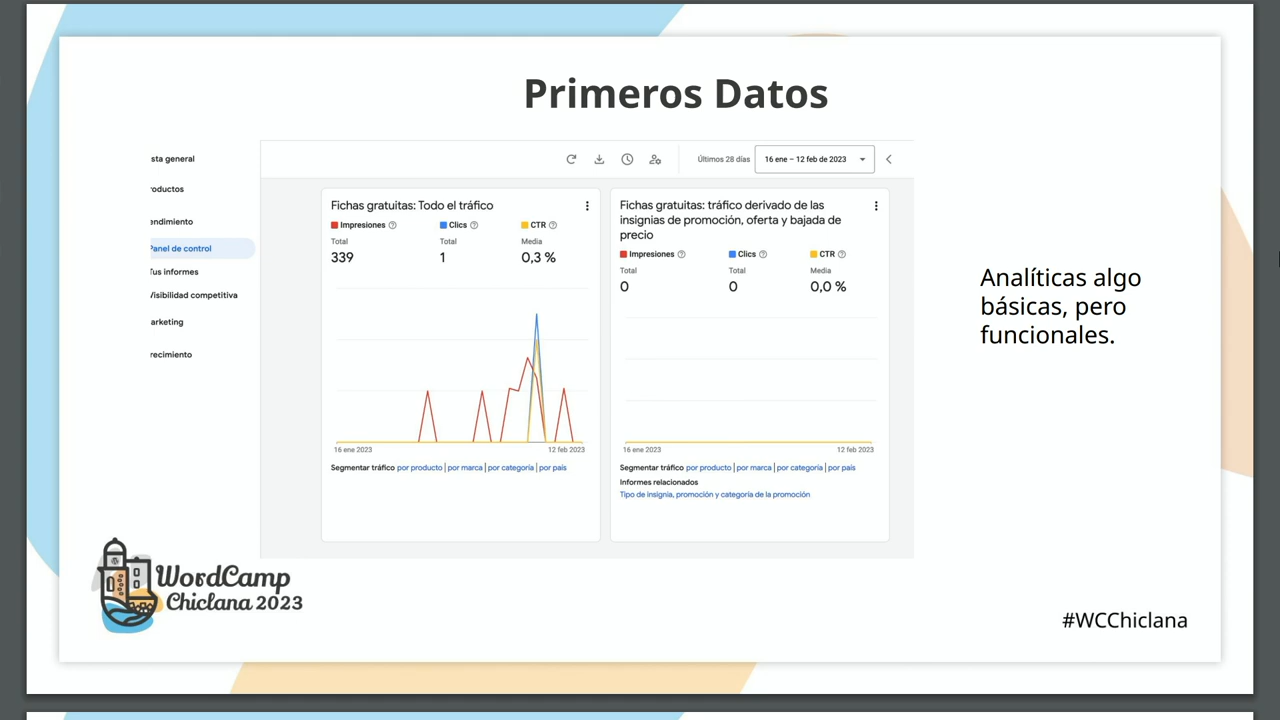 Primeros Datos
sta general
roductos
endimiento
Panel de control
Tus informes
Visibilidad competitiva
arketing
recimiento
Últimos 28 días
16 ene – 12 feb de 2023
Fichas gratuitas: Todo el tráfico
Impresiones Clics CTR
Total Total Media
339 1 0,3 %
16 ene 2023 12 feb 2023
Segmentar tráfico por producto | por marca | por categoría | por país
Fichas gratuitas: tráfico derivado de las
insignias de promoción, oferta y bajada de
precio
Impresiones Clics CTR
Total Total Media
0 0 0,0 %
16 ene 2023 12 feb 2023
Segmentar tráfico por producto | por marca | por categoría | por país
Informes relacionados
Tipo de insignia, promoción y categoría de la promoción
Analíticas algo
básicas, pero
funcionales.
WordCamp
Chiclana 2023
#WCChiclana